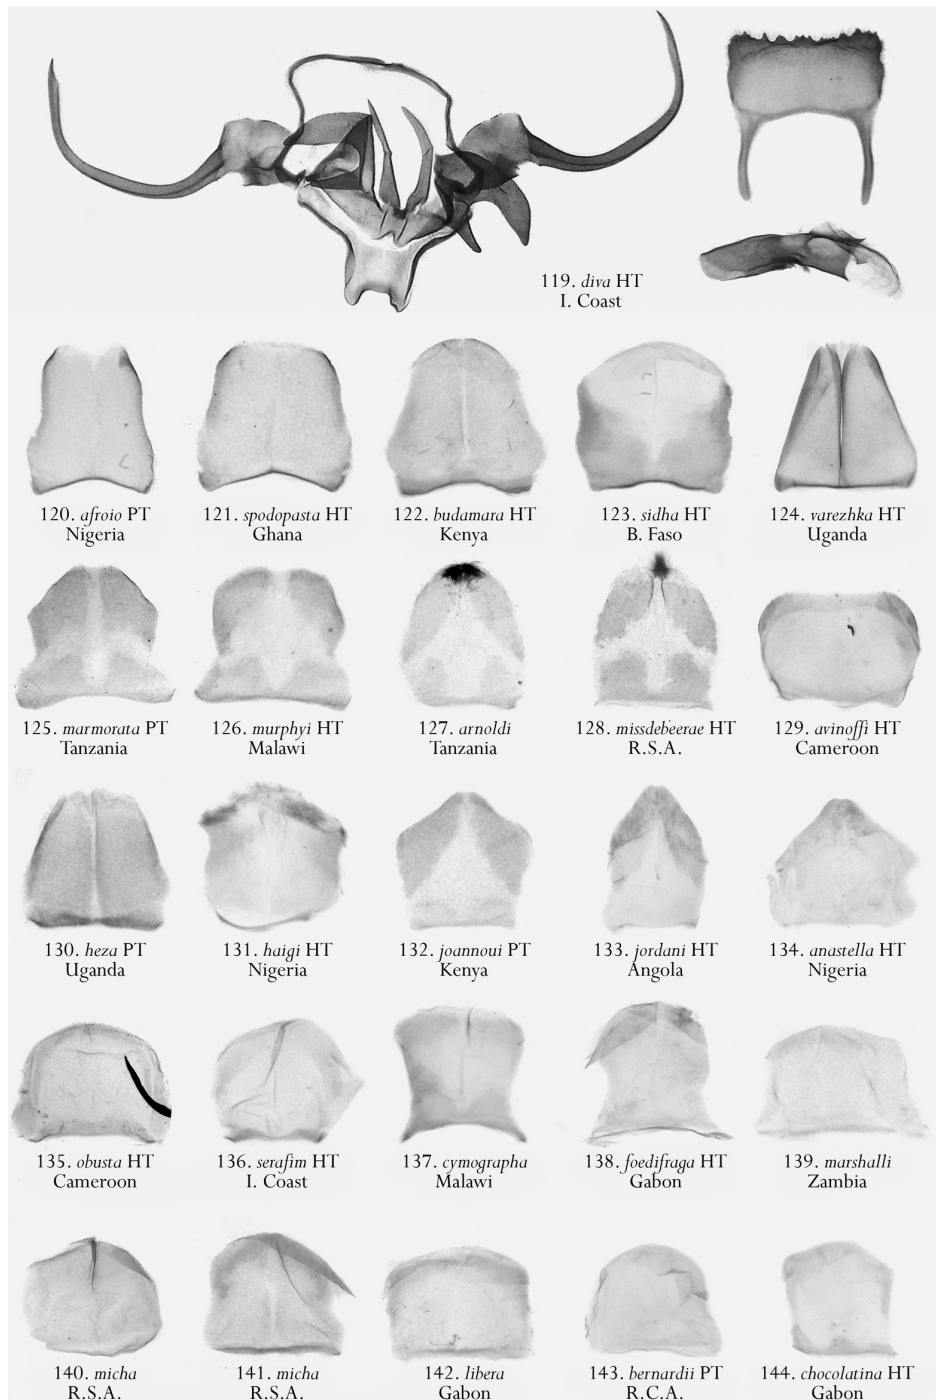 119. diva HT
I. Coast
120. afroio PT
Nigeria
121. spodopasta HT
Ghana
122. budamara HT
Kenya
123. sidha HT
B. Faso
124. varezhka HT
Uganda
125. marmorata PT
Tanzania
126. murphyi HT
Malawi
127. arnoldi
Tanzania
128. missdebeerae HT
R.S.A.
129. avinoffi HT
Cameroon
130. heza PT
Uganda
131. haigi HT
Nigeria
132. joannoui PT
Kenya
133. jordani HT
Angola
134. anastella HT
Nigeria
135. obusta HT
Cameroon
136. serafim HT
I. Coast
137. cymographa
Malawi
138. foedifraga HT
Gabon
139. marshalli
Zambia
140. micha
R.S.A.
141. micha
R.S.A.
142. libera
Gabon
143. bernardii PT
R.C.A.
144. chocolatina HT
Gabon